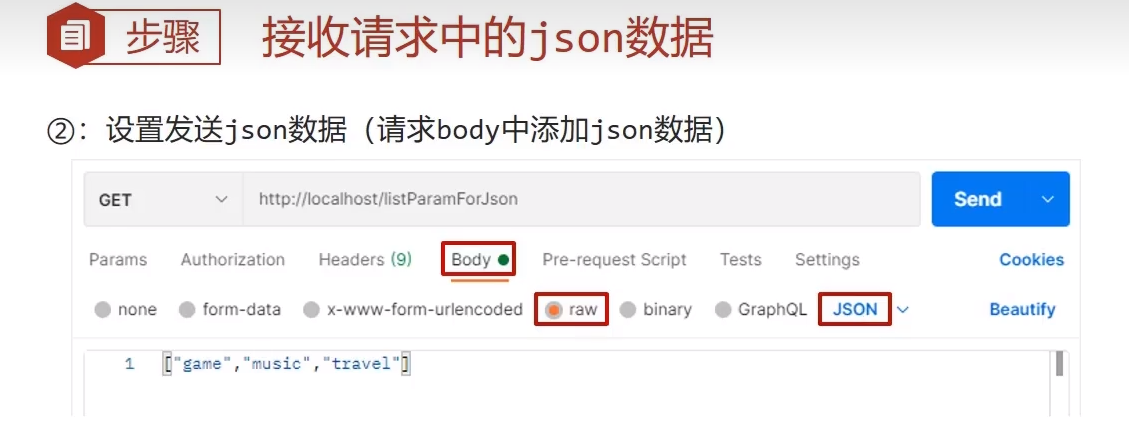 步骤 接收请求中的json数据
②：设置发送json数据（请求body中添加json数据）
GET http://localhost/listParamForJson Send
Params Authorization Headers (9) Body Pre-request Script Tests Settings Cookies
none form-data x-www-form-urlencoded raw binary GraphQL JSON Beautify
1 ["game","music","travel"]